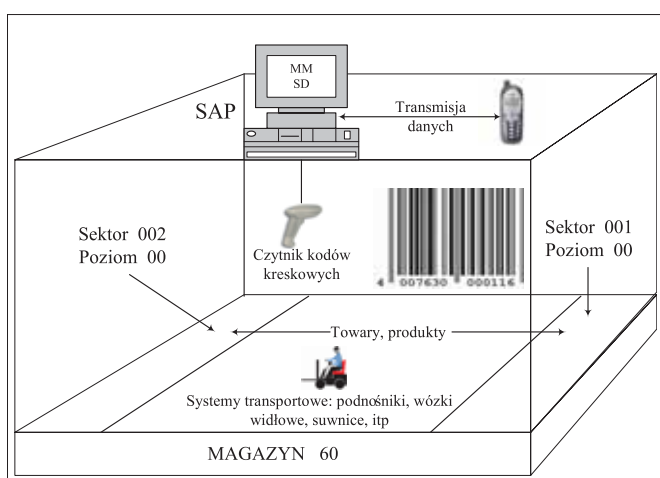 MM
SD
SAP
Transmisja
danych
Sektor 002
Poziom 00
Czytnik kodów
kreskowych
4 007630 000116
Sektor 001
Poziom 00
Towary, produkty
Systemy transportowe: podnośniki, wózki
widłowe, suwnice, itp
MAGAZYN 60